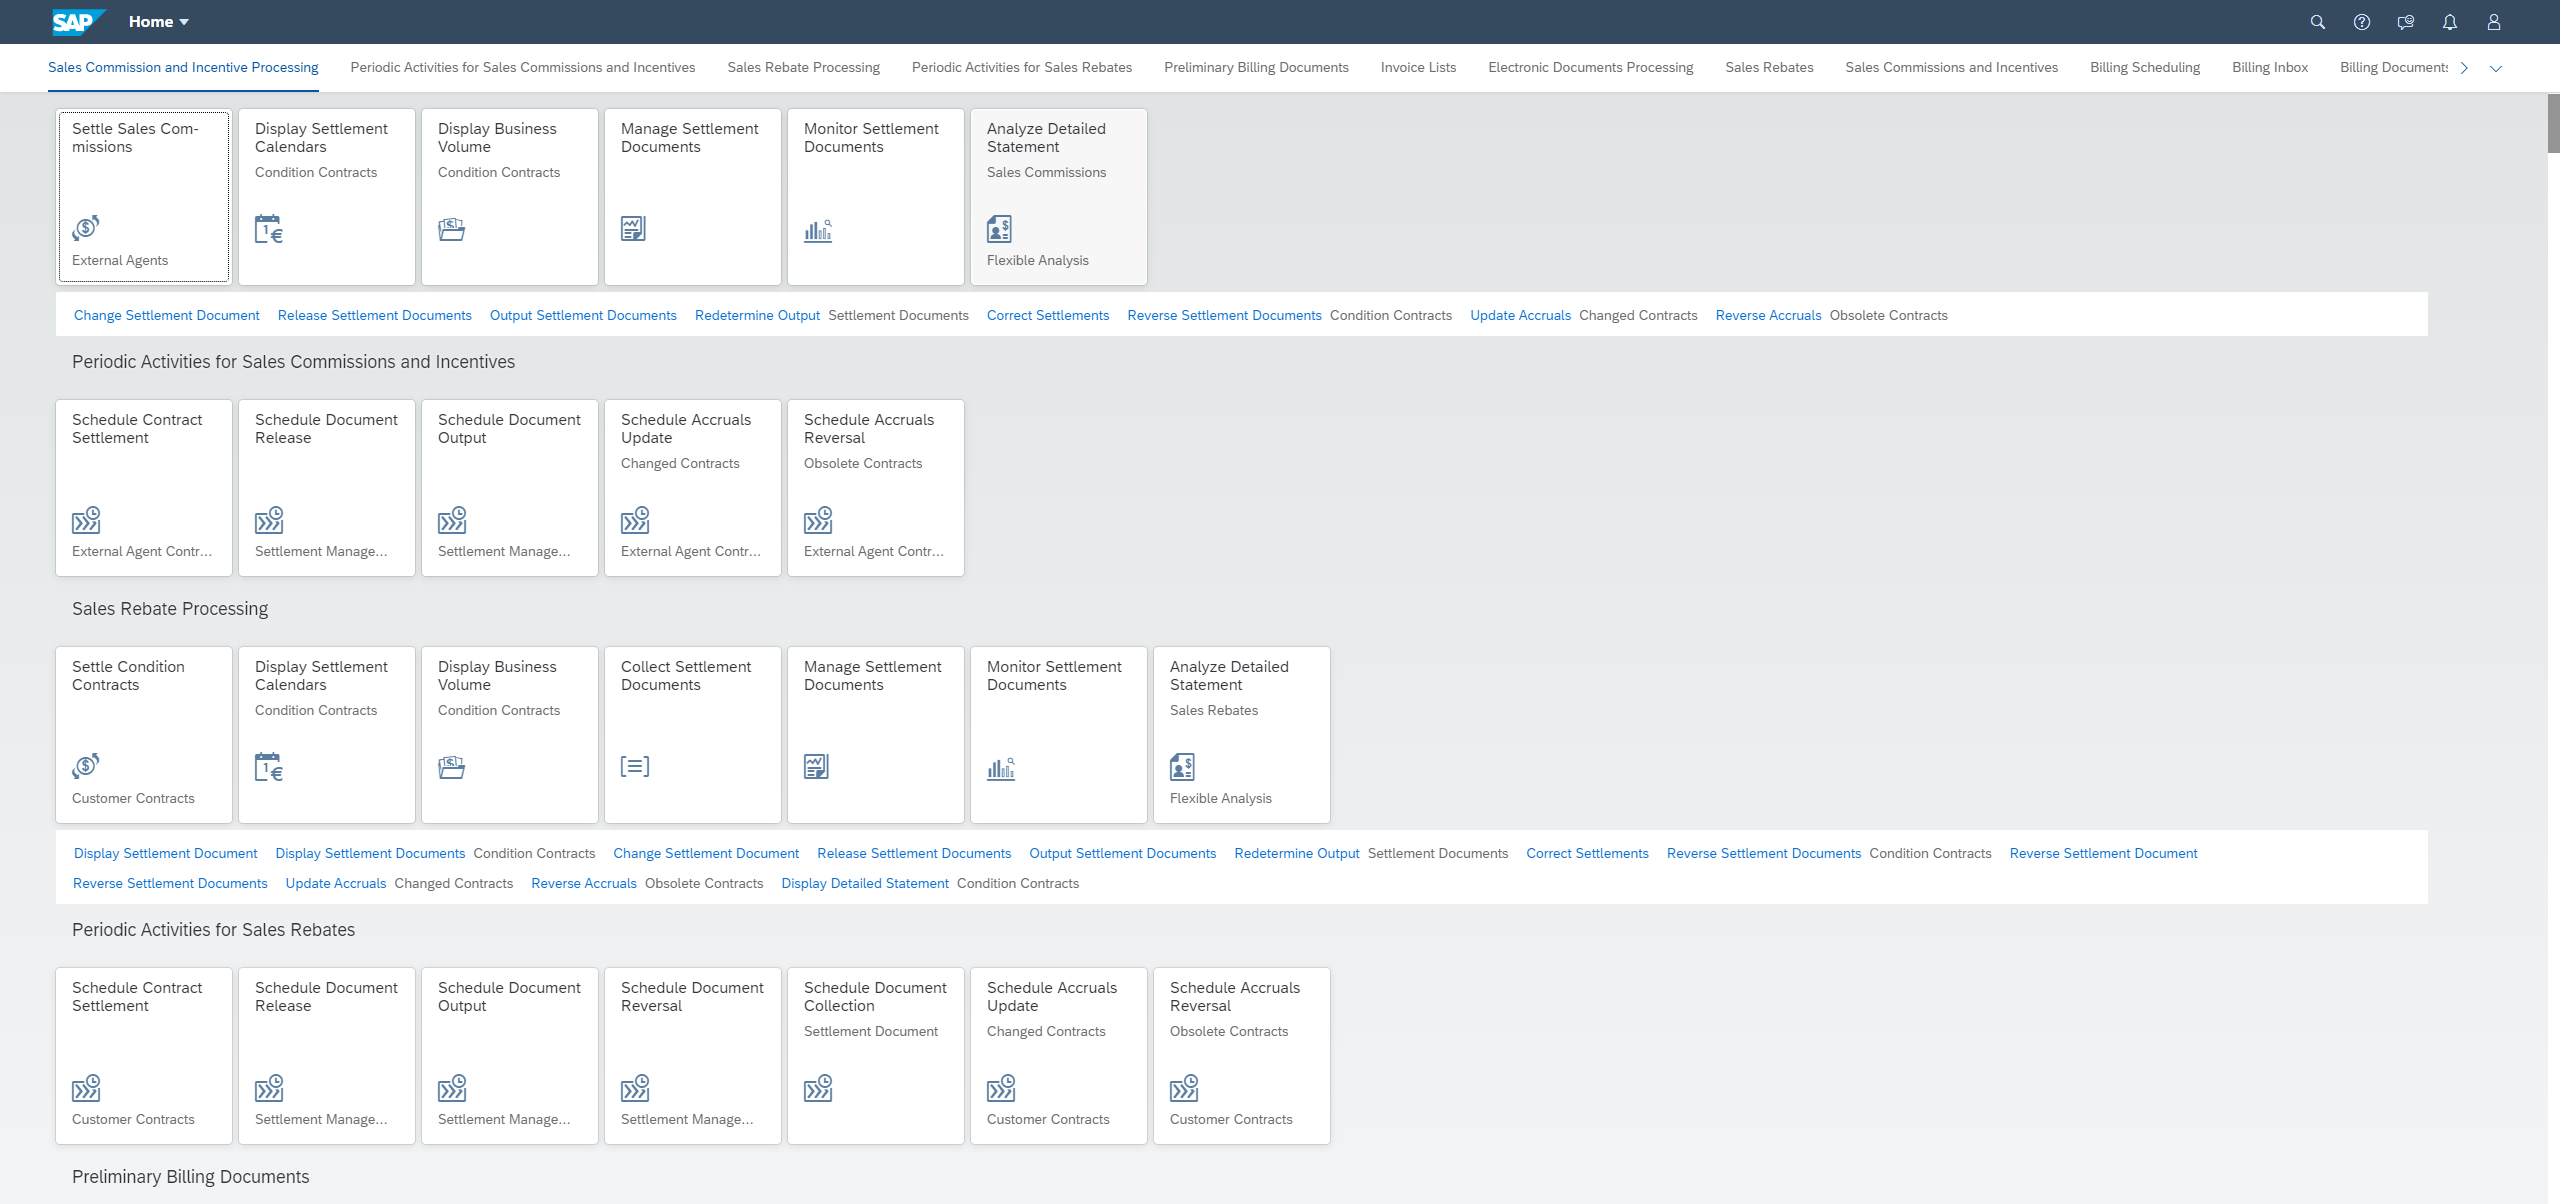 SAP Home
Sales Commission and Incentive Processing Periodic Activities for Sales Commissions and Incentives Sales Rebate Processing Periodic Activities for Sales Rebates Preliminary Billing Documents Invoice Lists Electronic Documents Processing Sales Rebates Sales Commissions and Incentives Billing Scheduling Billing Inbox Billing Documents
Settle Sales Com-
missions
External Agents
Display Settlement
Calendars
Condition Contracts
Display Business
Volume
Condition Contracts
Manage Settlement
Documents
Monitor Settlement
Documents
Analyze Detailed
Statement
Sales Commissions
Flexible Analysis
Change Settlement Document Release Settlement Documents Output Settlement Documents Redetermine Output Settlement Documents Correct Settlements Reverse Settlement Documents Condition Contracts Update Accruals Changed Contracts Reverse Accruals Obsolete Contracts
Periodic Activities for Sales Commissions and Incentives
Schedule Contract
Settlement
External Agent Contr...
Schedule Document
Release
Settlement Manage...
Schedule Document
Output
Settlement Manage...
Schedule Accruals
Update
Changed Contracts
External Agent Contr...
Schedule Accruals
Reversal
Obsolete Contracts
External Agent Contr...
Sales Rebate Processing
Settle Condition
Contracts
Customer Contracts
Display Settlement
Calendars
Condition Contracts
Display Business
Volume
Condition Contracts
Collect Settlement
Documents
Manage Settlement
Documents
Monitor Settlement
Documents
Analyze Detailed
Statement
Sales Rebates
Flexible Analysis
Display Settlement Document Display Settlement Documents Condition Contracts Change Settlement Document Release Settlement Documents Output Settlement Documents Redetermine Output Settlement Documents Correct Settlements Reverse Settlement Documents Condition Contracts Reverse Settlement Document
Reverse Settlement Documents Update Accruals Changed Contracts Reverse Accruals Obsolete Contracts Display Detailed Statement Condition Contracts
Periodic Activities for Sales Rebates
Schedule Contract
Settlement
Customer Contracts
Schedule Document
Release
Settlement Manage...
Schedule Document
Output
Settlement Manage...
Schedule Document
Reversal
Settlement Manage...
Schedule Document
Collection
Settlement Document
Schedule Accruals
Update
Changed Contracts
Customer Contracts
Schedule Accruals
Reversal
Obsolete Contracts
Customer Contracts
Preliminary Billing Documents